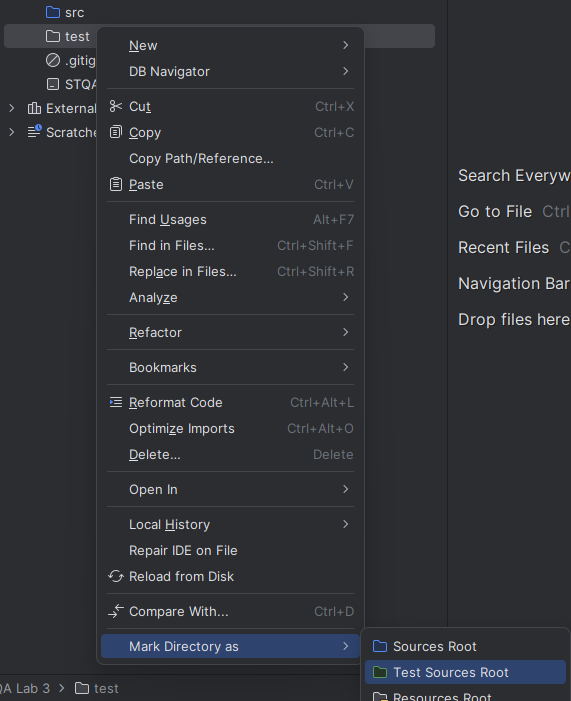 src
test
.gitig
STQA
External
Scratche
New
DB Navigator
Cut Ctrl+X
Copy Ctrl+C
Copy Path/Reference...
Paste Ctrl+V
Find Usages Alt+F7
Find in Files... Ctrl+Shift+F
Replace in Files... Ctrl+Shift+R
Analyze
Refactor
Bookmarks
Reformat Code Ctrl+Alt+L
Optimize Imports Ctrl+Alt+O
Delete... Delete
Open In
Local History
Repair IDE on File
Reload from Disk
Compare With... Ctrl+D
Mark Directory as
Sources Root
Test Sources Root
Resources Root
Search Everyw
Go to File Ctrl
Recent Files C
Navigation Bar
Drop files here
QA Lab 3 > test